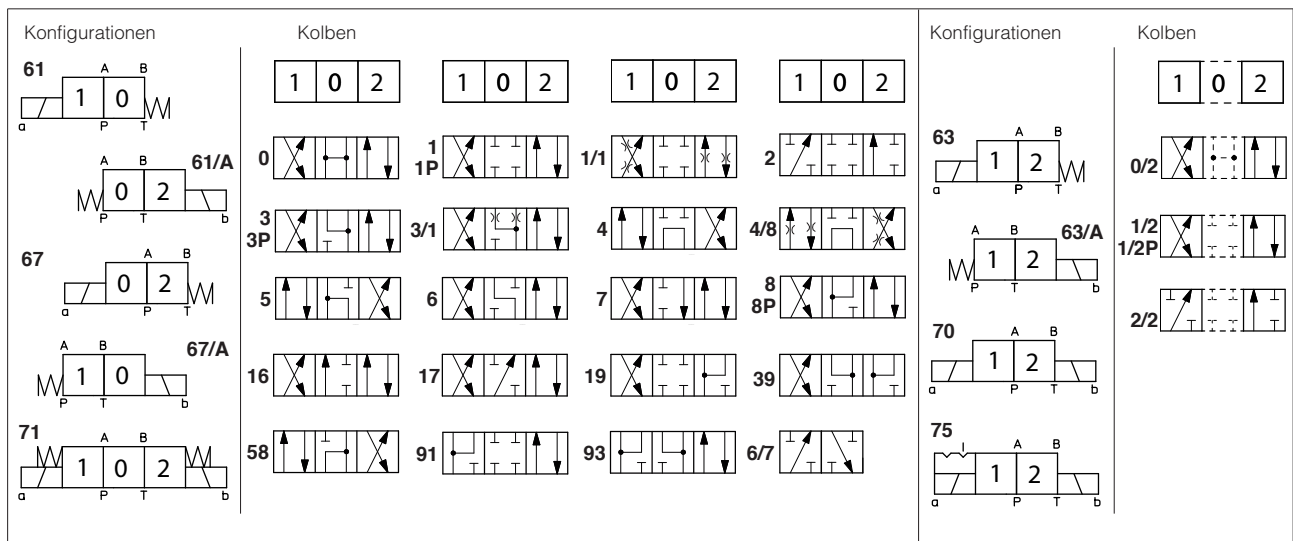 Konfigurationen
Kolben
Konfigurationen
Kolben
61
A B
1 0
a P T
61/A
0 2
P T b
67
A B
0 2
a P T
67/A
A B
1 0
P T b
71
A B
1 0 2
a P T b
1 0 2
1 0 2
1 0 2
1 0 2
0
1
1P
1/1
2
3
3P
3/1
4
4/8
5
6
7
8
8P
16
17
19
39
58
91
93
6/7
63
A B
1 2
a P T
63/A
A B
1 2
P T b
70
A B
1 2
a P T b
75
A B
1 2
a P T b
1 0 2
0/2
1/2
1/2P
2/2